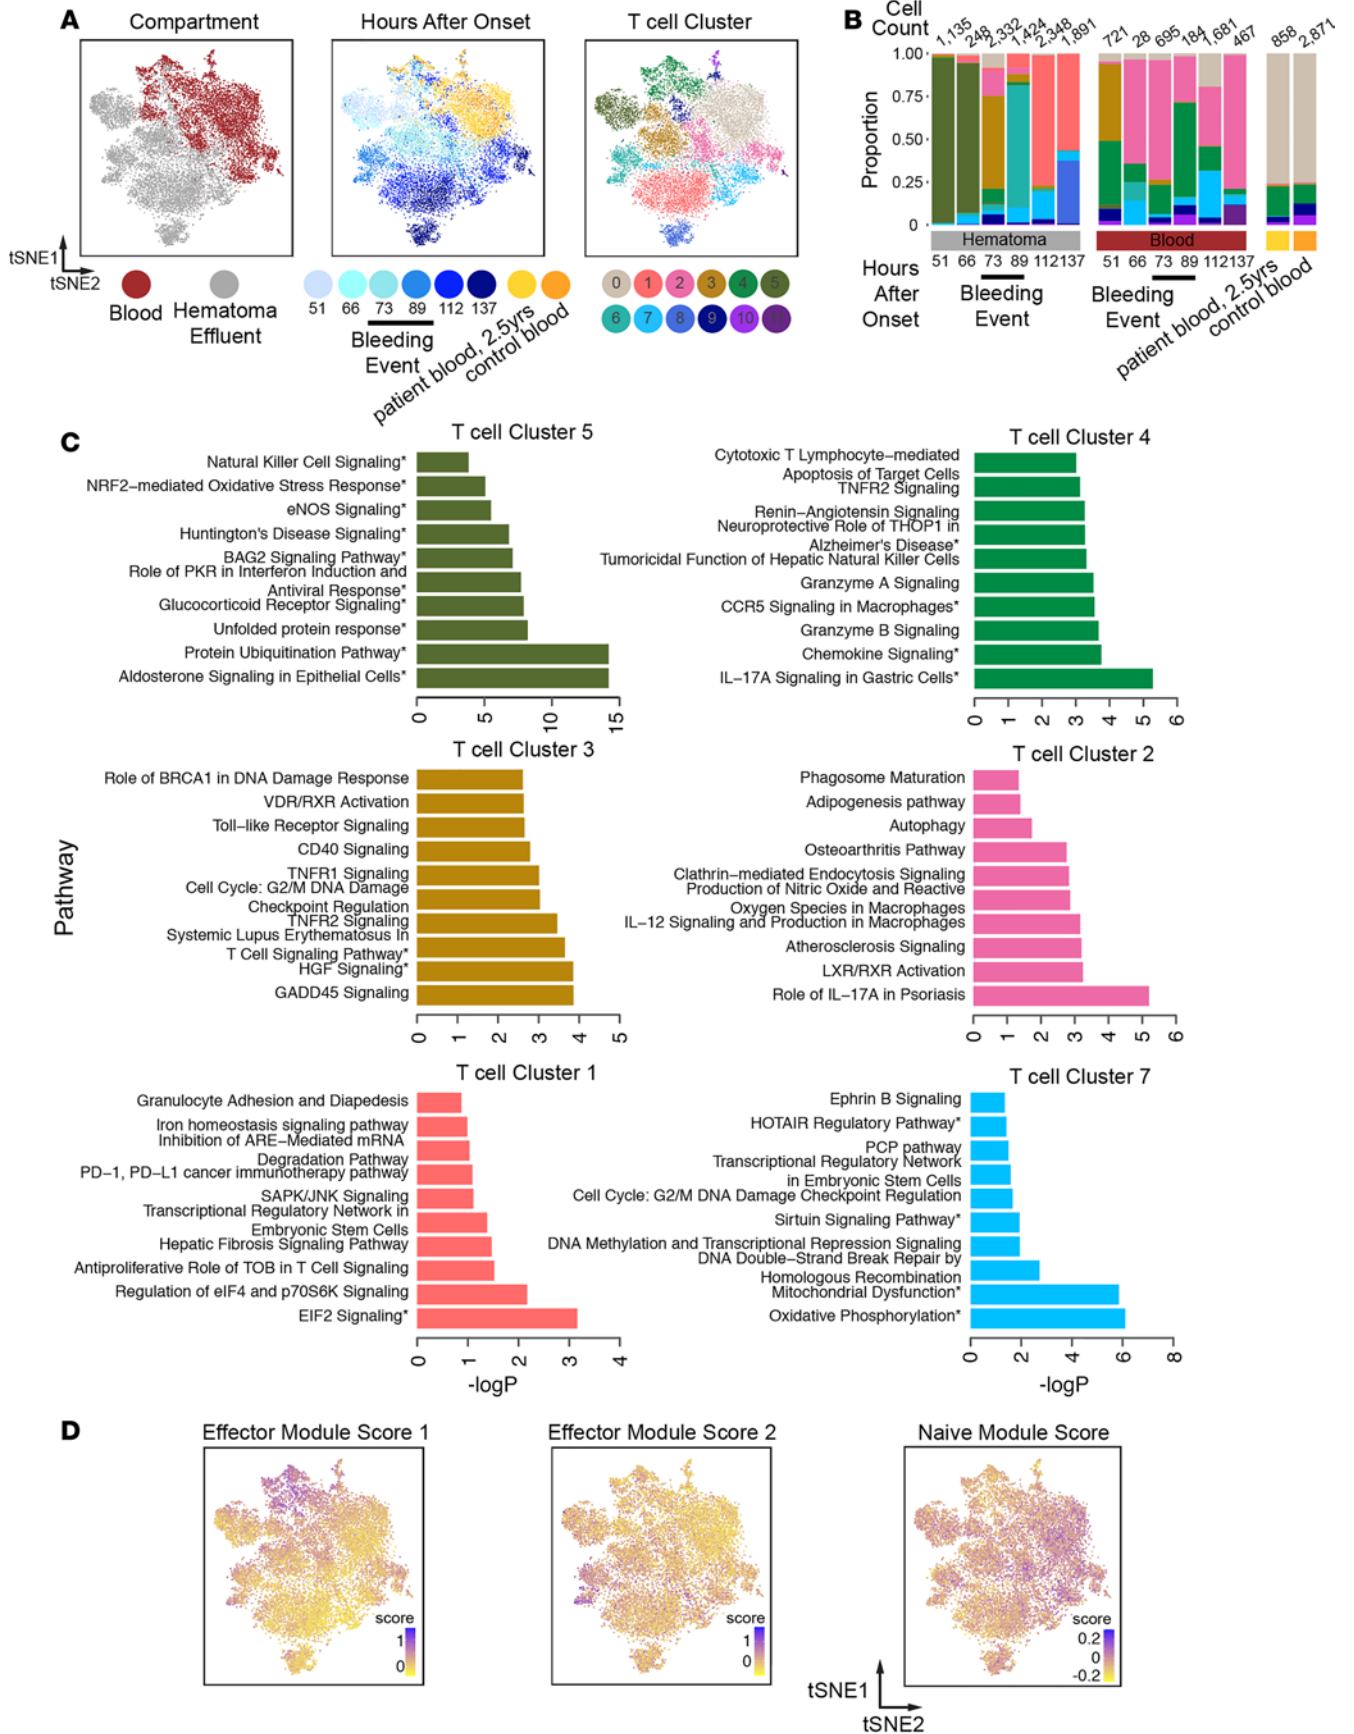 A
Compartment
Hours After Onset
T cell Cluster
tSNE1
tSNE2
Blood
Hematoma
Effluent
51
66
73
89
112
137
Bleeding
Event
patient blood, 2.5yrs
control blood
0
1
2
3
4
5
6
7
8
9
10
B
Cell
Count
1,135
248
2,332
1,424
2,348
1,891
721
28
695
184
1,681
467
858
2,871
Proportion
1.00
0.75
0.50
0.25
0
Hematoma
Blood
Hours
After
Onset
51 66 73 89 112 137
51 66 73 89 112 137
Bleeding
Event
Bleeding
Event
patient blood, 2.5yrs
control blood
C
Pathway
T cell Cluster 5
Natural Killer Cell Signaling*
NRF2−mediated Oxidative Stress Response*
eNOS Signaling*
Huntington's Disease Signaling*
BAG2 Signaling Pathway*
Role of PKR in Interferon Induction and
Antiviral Response*
Glucocorticoid Receptor Signaling*
Unfolded protein response*
Protein Ubiquitination Pathway*
Aldosterone Signaling in Epithelial Cells*
0 5 10 15
T cell Cluster 4
Cytotoxic T Lymphocyte−mediated
Apoptosis of Target Cells
TNFR2 Signaling
Renin−Angiotensin Signaling
Neuroprotective Role of THOP1 in
Alzheimer's Disease*
Tumoricidal Function of Hepatic Natural Killer Cells
Granzyme A Signaling
CCR5 Signaling in Macrophages*
Granzyme B Signaling
Chemokine Signaling*
IL−17A Signaling in Gastric Cells*
0 1 2 3 4 5 6
T cell Cluster 3
Role of BRCA1 in DNA Damage Response
VDR/RXR Activation
Toll−like Receptor Signaling
CD40 Signaling
TNFR1 Signaling
Cell Cycle: G2/M DNA Damage
Checkpoint Regulation
TNFR2 Signaling
Systemic Lupus Erythematosus In
T Cell Signaling Pathway*
HGF Signaling*
GADD45 Signaling
0 1 2 3 4 5
T cell Cluster 2
Phagosome Maturation
Adipogenesis pathway
Autophagy
Osteoarthritis Pathway
Clathrin−mediated Endocytosis Signaling
Production of Nitric Oxide and Reactive
Oxygen Species in Macrophages
IL−12 Signaling and Production in Macrophages
Atherosclerosis Signaling
LXR/RXR Activation
Role of IL−17A in Psoriasis
0 1 2 3 4 5 6
T cell Cluster 1
Granulocyte Adhesion and Diapedesis
Iron homeostasis signaling pathway
Inhibition of ARE−Mediated mRNA
Degradation Pathway
PD−1, PD−L1 cancer immunotherapy pathway
SAPK/JNK Signaling
Transcriptional Regulatory Network in
Embryonic Stem Cells
Hepatic Fibrosis Signaling Pathway
Antiproliferative Role of TOB in T Cell Signaling
Regulation of eIF4 and p70S6K Signaling
EIF2 Signaling*
0 1 2 3 4
-logP
T cell Cluster 7
Ephrin B Signaling
HOTAIR Regulatory Pathway*
PCP pathway
Transcriptional Regulatory Network
in Embryonic Stem Cells
Cell Cycle: G2/M DNA Damage Checkpoint Regulation
Sirtuin Signaling Pathway*
DNA Methylation and Transcriptional Repression Signaling
DNA Double−Strand Break Repair by
Homologous Recombination
Mitochondrial Dysfunction*
Oxidative Phosphorylation*
0 2 4 6 8
-logP
D
Effector Module Score 1
score
1
0
Effector Module Score 2
score
1
0
Naive Module Score
score
0.2
0
-0.2
tSNE1
tSNE2